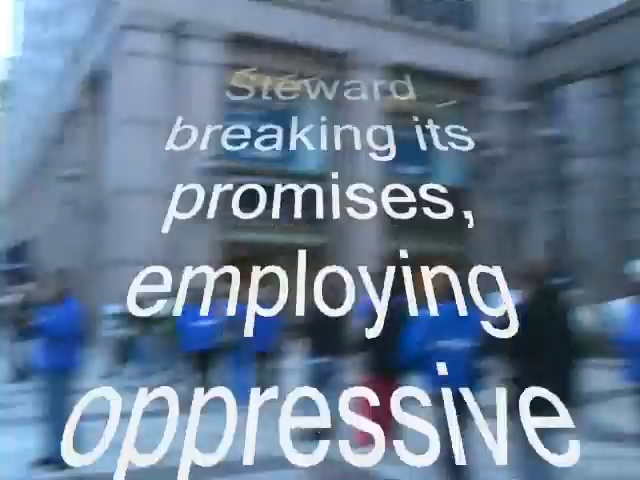 Steward
breaking its
promises,
employing
oppressive